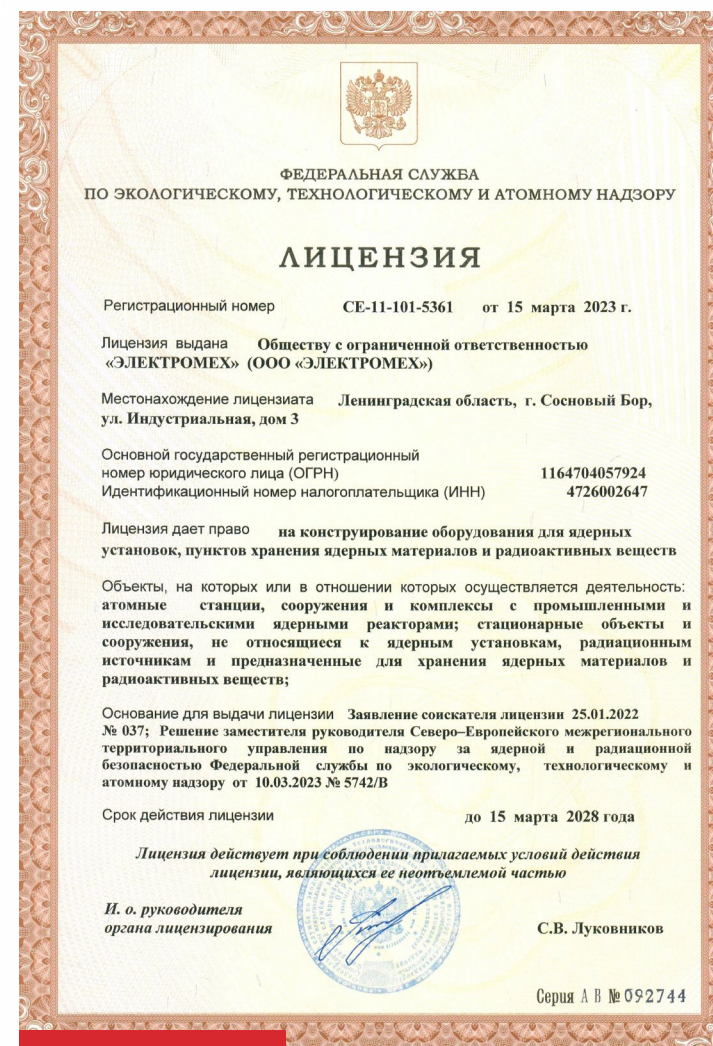 ФЕДЕРАЛЬНАЯ СЛУЖБА
ПО ЭКОЛОГИЧЕСКОМУ, ТЕХНОЛОГИЧЕСКОМУ И АТОМНОМУ НАДЗОРУ
ЛИЦЕНЗИЯ
Регистрационный номер СЕ-11-101-5361 от 15 марта 2023 г.
Лицензия выдана Обществу с ограниченной ответственностью
«ЭЛЕКТРОМЕХ» (ООО «ЭЛЕКТРОМЕХ»)
Местонахождение лицензиата Ленинградская область, г. Сосновый Бор,
ул. Индустриальная, дом 3
Основной государственный регистрационный
номер юридического лица (ОГРН) 1164704057924
Идентификационный номер налогоплательщика (ИНН) 4726002647
Лицензия дает право на конструирование оборудования для ядерных
установок, пунктов хранения ядерных материалов и радиоактивных веществ
Объекты, на которых или в отношении которых осуществляется деятельность:
атомные станции, сооружения и комплексы с промышленными и
исследовательскими ядерными реакторами; стационарные объекты и
сооружения, не относящиеся к ядерным установкам, радиационным
источникам и предназначенные для хранения ядерных материалов и
радиоактивных веществ;
Основание для выдачи лицензии Заявление соискателя лицензии 25.01.2022
№ 037; Решение заместителя руководителя Северо–Европейского межрегионального
территориального управления по надзору за ядерной и радиационной
безопасностью Федеральной службы по экологическому, технологическому и
атомному надзору от 10.03.2023 № 5742/В
Срок действия лицензии до 15 марта 2028 года
Лицензия действует при соблюдении прилагаемых условий действия
лицензии, являющихся ее неотъемлемой частью
И. о. руководителя
органа лицензирования С.В. Луковников
Серия А В № 092744